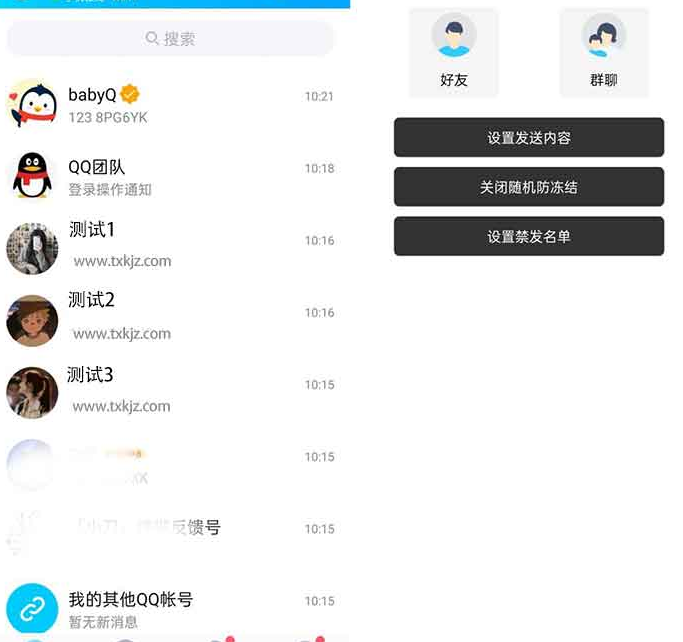 搜索
babyQ
10:21
123 8PG6YK
QQ团队
10:18
登录操作通知
测试1
10:16
www.txkjz.com
测试2
10:16
www.txkjz.com
测试3
10:15
www.txkjz.com
10:15
反馈号
10:15
我的其他QQ帐号
10:15
暂无新消息
好友
群聊
设置发送内容
关闭随机防冻结
设置禁发名单